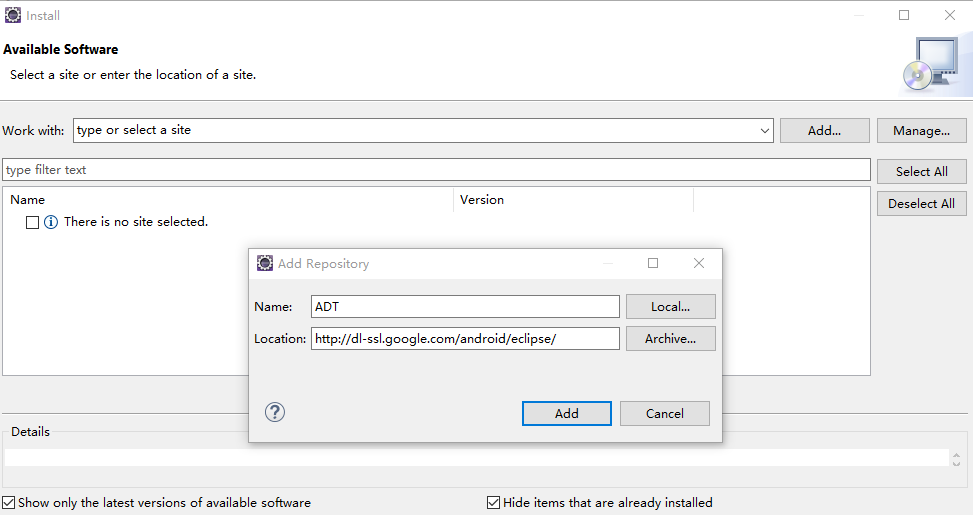 Install
Available Software
Select a site or enter the location of a site.
Work with: type or select a site Add... Manage...
type filter text Select All
Name Version Deselect All
There is no site selected.
Add Repository
Name: ADT Local...
Location: http://dl-ssl.google.com/android/eclipse/ Archive...
Add Cancel
Details
Show only the latest versions of available software Hide items that are already installed